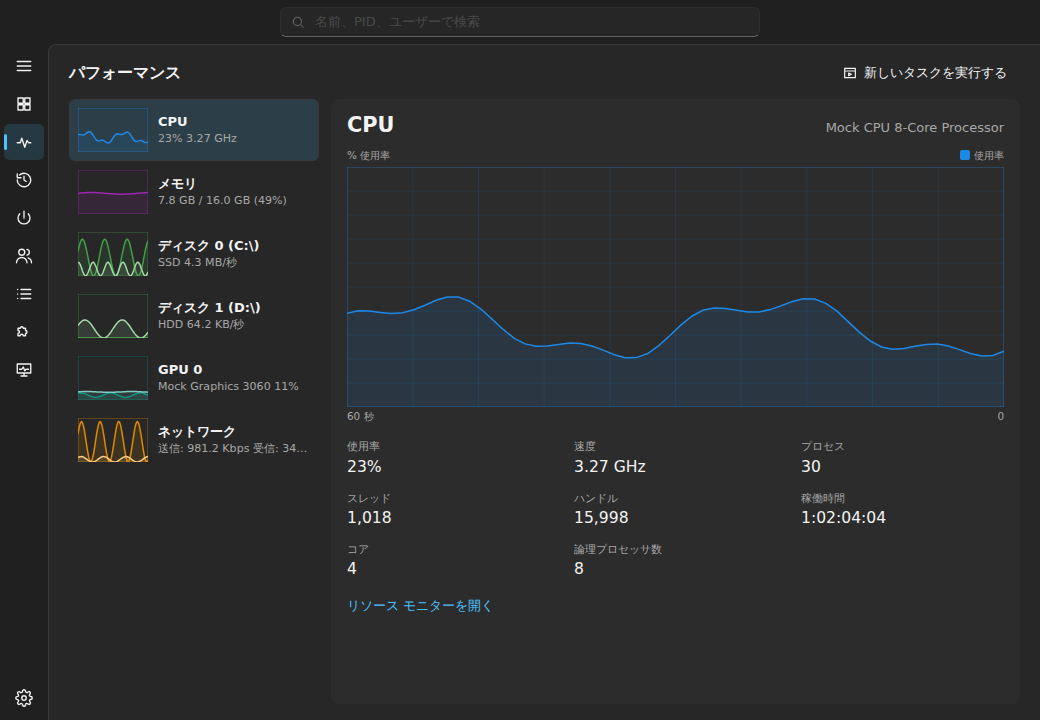 名前、PID、ユーザーで検索
パフォーマンス
新しいタスクを実行する
CPU
23% 3.27 GHz
メモリ
7.8 GB / 16.0 GB (49%)
ディスク 0 (C:\)
SSD 4.3 MB/秒
ディスク 1 (D:\)
HDD 64.2 KB/秒
GPU 0
Mock Graphics 3060 11%
ネットワーク
送信: 981.2 Kbps 受信: 34…
CPU
Mock CPU 8-Core Processor
% 使用率
使用率
60 秒
0
使用率
23%
速度
3.27 GHz
プロセス
30
スレッド
1,018
ハンドル
15,998
稼働時間
1:02:04:04
コア
4
論理プロセッサ数
8
リソース モニターを開く